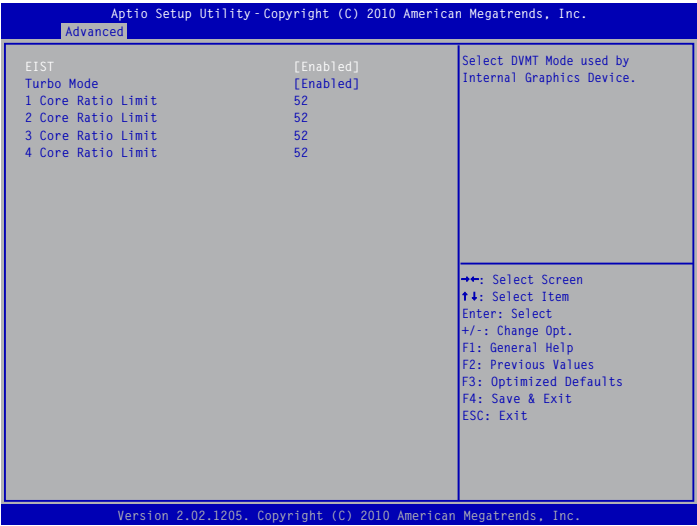 Aptio Setup Utility - Copyright (C) 2010 American Megatrends, Inc.
Advanced
EIST [Enabled]
Turbo Mode [Enabled]
1 Core Ratio Limit 52
2 Core Ratio Limit 52
3 Core Ratio Limit 52
4 Core Ratio Limit 52
Select DVMT Mode used by
Internal Graphics Device.
→←: Select Screen
↑↓: Select Item
Enter: Select
+/-: Change Opt.
F1: General Help
F2: Previous Values
F3: Optimized Defaults
F4: Save & Exit
ESC: Exit
Version 2.02.1205. Copyright (C) 2010 American Megatrends, Inc.